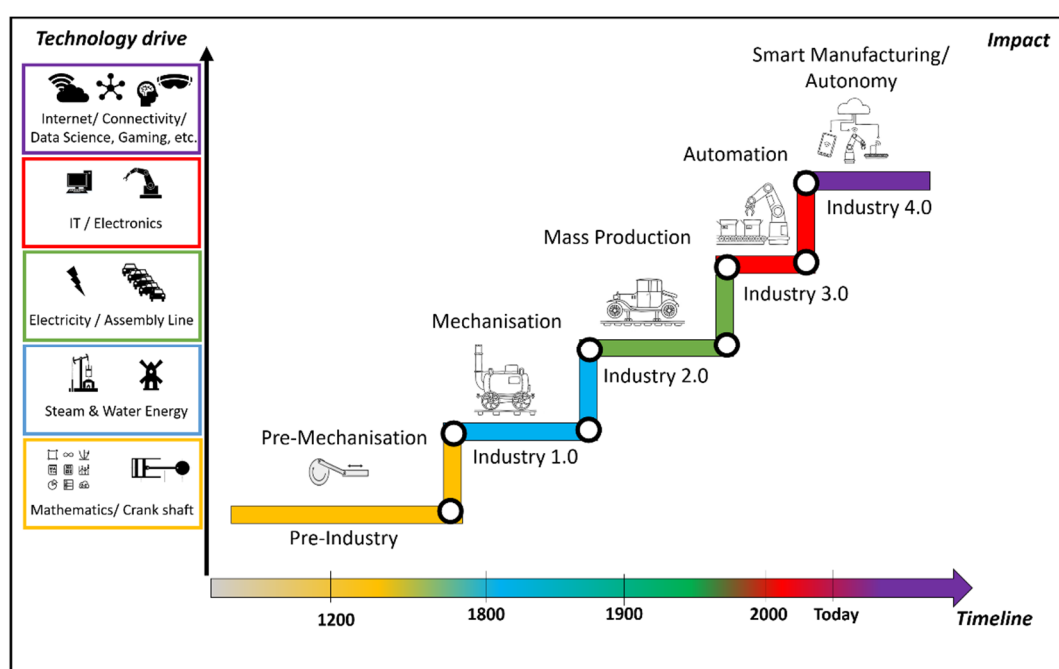 Technology drive
Impact
Internet/ Connectivity/
Data Science, Gaming, etc.
IT / Electronics
Electricity / Assembly Line
Steam & Water Energy
Mathematics/ Crank shaft
Smart Manufacturing/
Autonomy
Automation
Industry 4.0
Mass Production
Industry 3.0
Mechanisation
Industry 2.0
Pre-Mechanisation
Industry 1.0
Pre-Industry
1200
1800
1900
2000
Today
Timeline